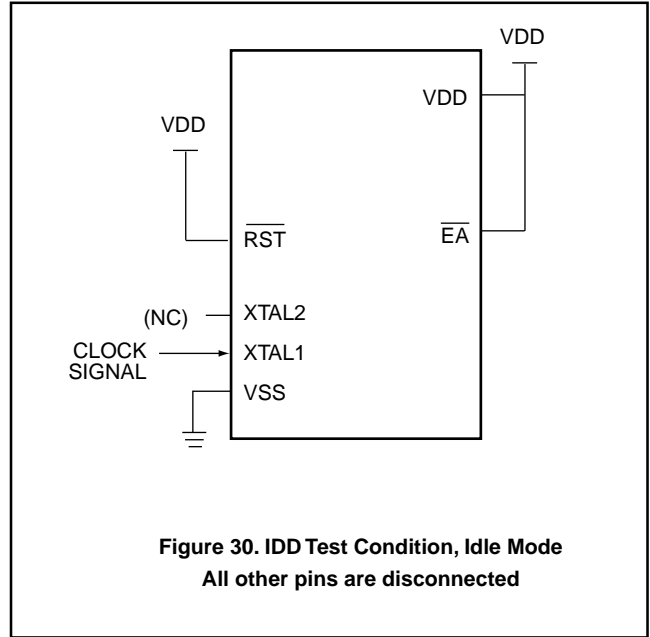 VDD
VDD
VDD
RST
EA
(NC)
XTAL2
CLOCK
SIGNAL
XTAL1
VSS
Figure 30. IDD Test Condition, Idle Mode
All other pins are disconnected